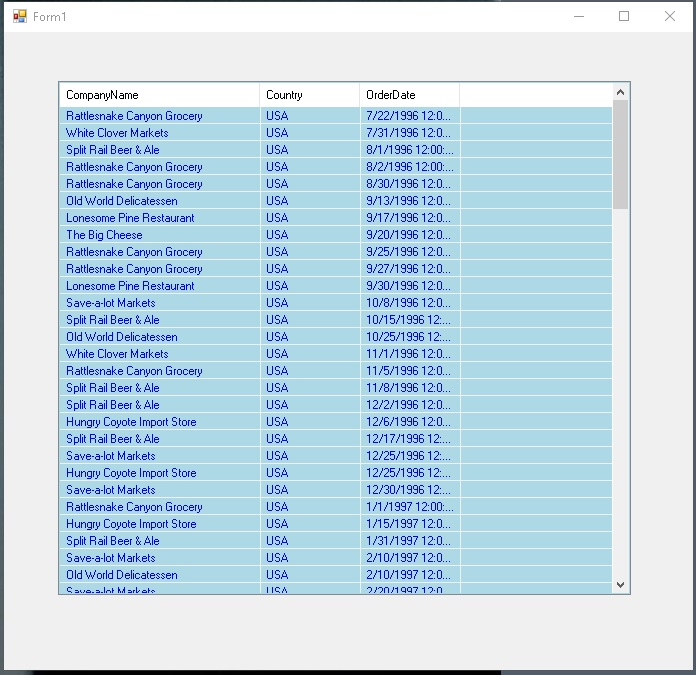 Form1
CompanyName Country OrderDate
Rattlesnake Canyon Grocery USA 7/22/1996 12:0...
White Clover Markets USA 7/31/1996 12:0...
Split Rail Beer & Ale USA 8/1/1996 12:00:...
Rattlesnake Canyon Grocery USA 8/2/1996 12:00:...
Rattlesnake Canyon Grocery USA 8/30/1996 12:0...
Old World Delicatessen USA 9/13/1996 12:0...
Lonesome Pine Restaurant USA 9/17/1996 12:0...
The Big Cheese USA 9/20/1996 12:0...
Rattlesnake Canyon Grocery USA 9/25/1996 12:0...
Rattlesnake Canyon Grocery USA 9/27/1996 12:0...
Lonesome Pine Restaurant USA 9/30/1996 12:0...
Save-a-lot Markets USA 10/8/1996 12:0...
Split Rail Beer & Ale USA 10/15/1996 12:...
Old World Delicatessen USA 10/25/1996 12:...
White Clover Markets USA 11/1/1996 12:0...
Rattlesnake Canyon Grocery USA 11/5/1996 12:0...
Split Rail Beer & Ale USA 11/8/1996 12:0...
Split Rail Beer & Ale USA 12/2/1996 12:0...
Hungry Coyote Import Store USA 12/6/1996 12:0...
Split Rail Beer & Ale USA 12/17/1996 12:...
Save-a-lot Markets USA 12/25/1996 12:...
Hungry Coyote Import Store USA 12/25/1996 12:...
Save-a-lot Markets USA 12/30/1996 12:...
Rattlesnake Canyon Grocery USA 1/1/1997 12:00:...
Hungry Coyote Import Store USA 1/15/1997 12:0...
Split Rail Beer & Ale USA 1/31/1997 12:0...
Save-a-lot Markets USA 2/10/1997 12:0...
Old World Delicatessen USA 2/10/1997 12:0...
Save-a-lot Markets USA 2/20/1997 12:0...